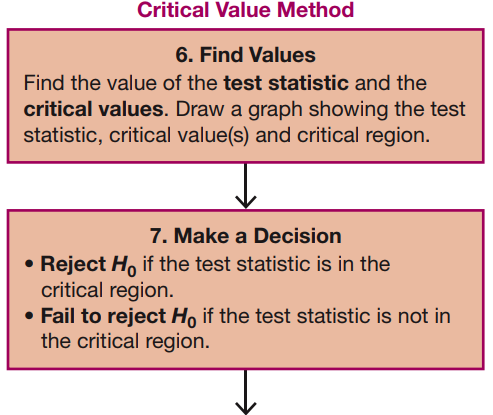 Critical Value Method
6. Find Values
Find the value of the test statistic and the
critical values. Draw a graph showing the test
statistic, critical value(s) and critical region.
7. Make a Decision
• Reject H0 if the test statistic is in the
critical region.
• Fail to reject H0 if the test statistic is not in
the critical region.